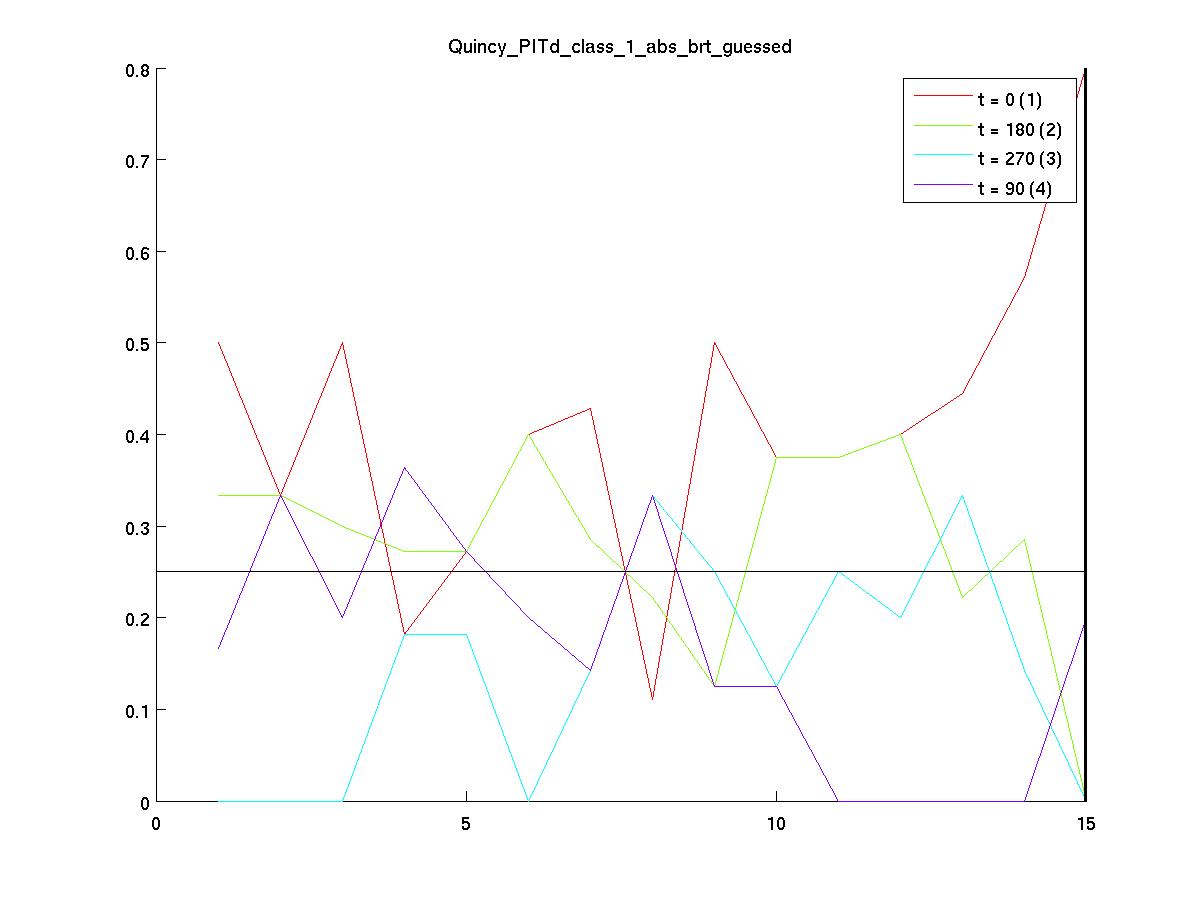 Quincy_PITd_class_1_abs_brt_guessed
0.8
0.7
0.6
0.5
0.4
0.3
0.2
0.1
0
0
5
10
15
t = 0 (1)
t = 180 (2)
t = 270 (3)
t = 90 (4)